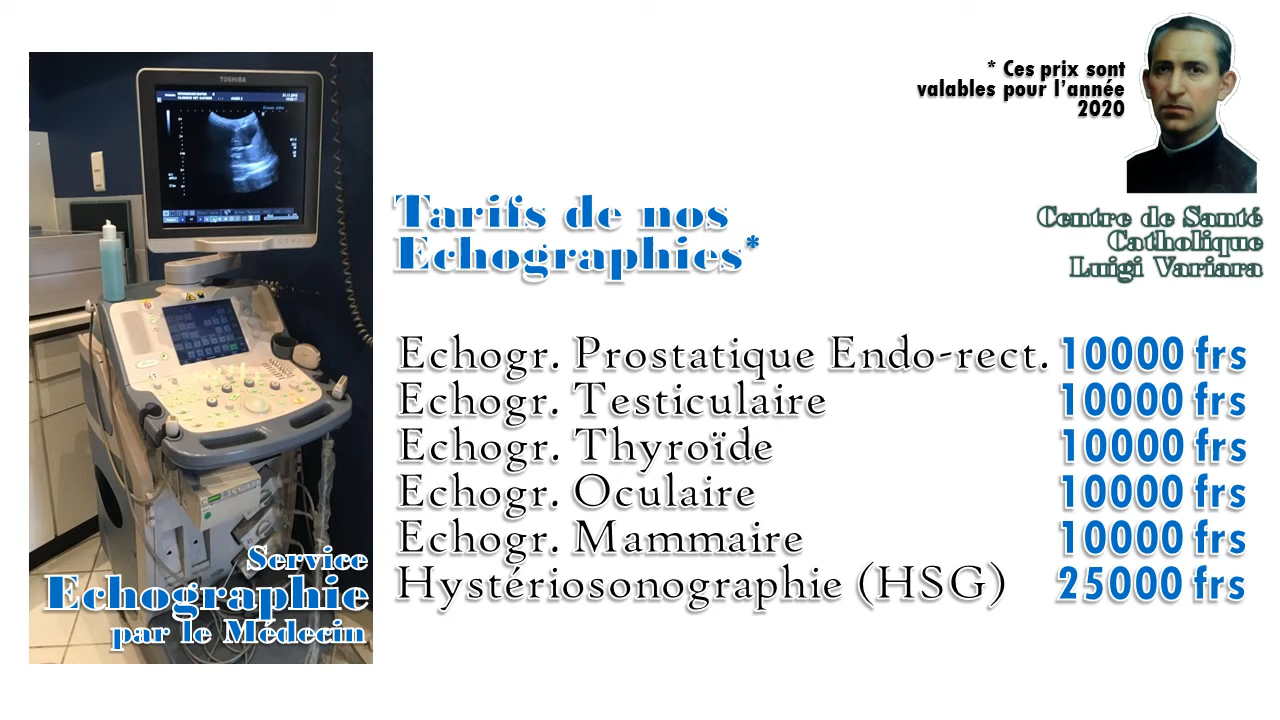 * Ces prix sont
valables pour l'année
2020
Centre de Santé
Catholique
Luigi Variara
TOSHIBA
Tarifs de nos
Echographies*
Echogr. Prostatique Endo-rect. 10000 frs
Echogr. Testiculaire 10000 frs
Echogr. Thyroïde 10000 frs
Echogr. Oculaire 10000 frs
Echogr. Mammaire 10000 frs
Hystériosonographie (HSG) 25000 frs
Service
Echographie
par le Médecin